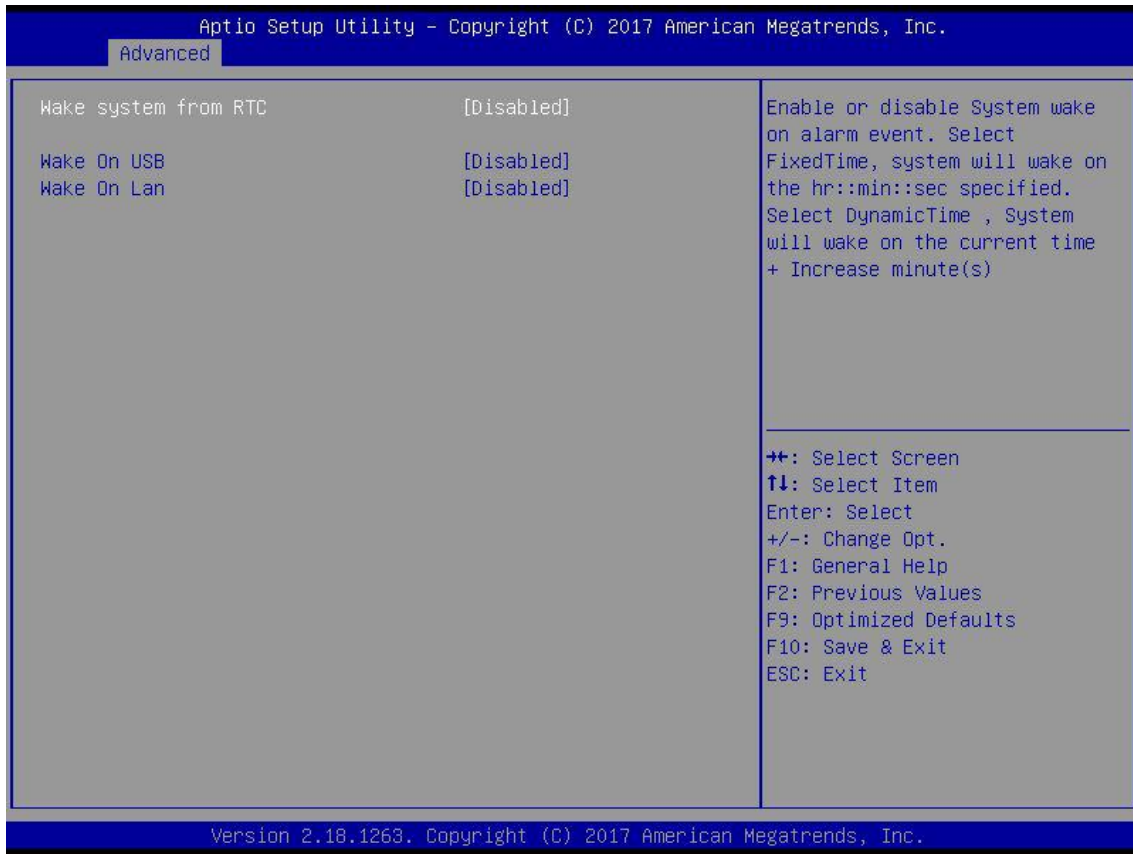 Aptio Setup Utility – Copyright (C) 2017 American Megatrends, Inc.
Advanced
Wake system from RTC [Disabled]
Wake On USB [Disabled]
Wake On Lan [Disabled]
Enable or disable System wake
on alarm event. Select
FixedTime, system will wake on
the hr::min::sec specified.
Select DynamicTime , System
will wake on the current time
+ Increase minute(s)
→←: Select Screen
↑↓: Select Item
Enter: Select
+/-: Change Opt.
F1: General Help
F2: Previous Values
F9: Optimized Defaults
F10: Save & Exit
ESC: Exit
Version 2.18.1263. Copyright (C) 2017 American Megatrends, Inc.